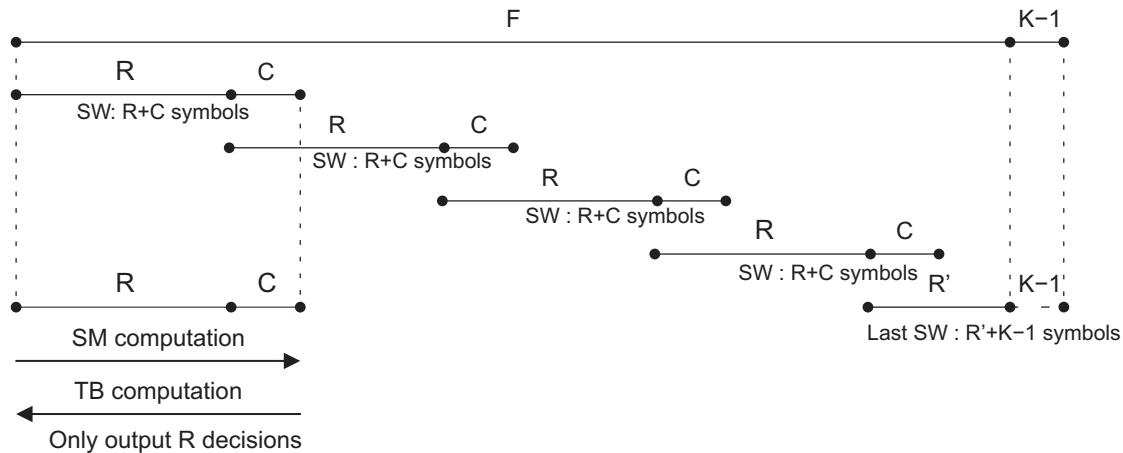 F K−1
R C
SW: R+C symbols
R C
SW : R+C symbols
R C
SW : R+C symbols
R C
SW : R+C symbols
R C R’ K−1
Last SW : R’+K−1 symbols
SM computation
TB computation
Only output R decisions